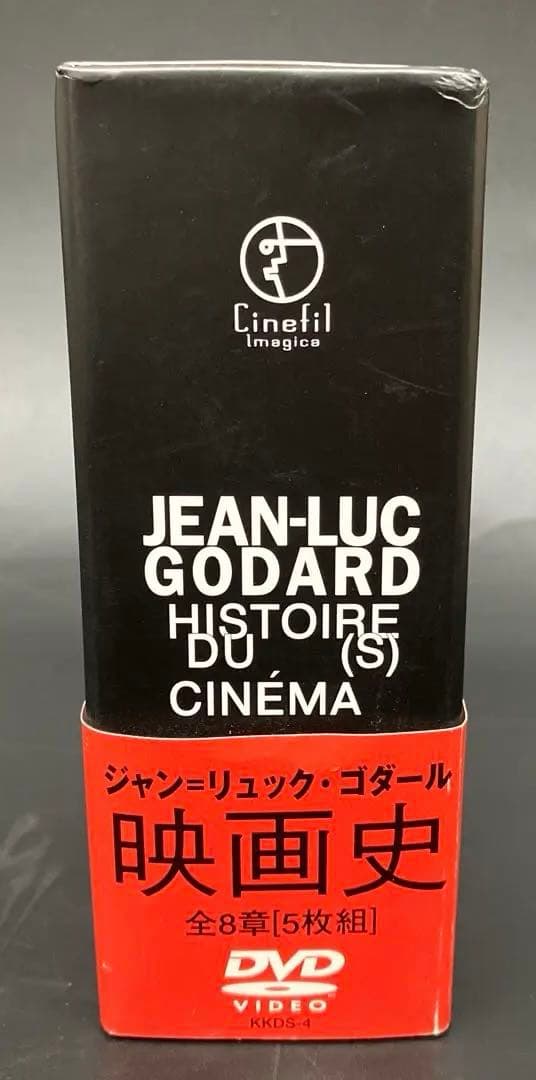 Cinefil
Imagica
JEAN-LUC
GODARD
HISTOIRE
DU (S)
CINÉMA
ジャン=リュック・ゴダール
映画史
全8章[5枚組]
DVD
VIDEO
KKDS-4